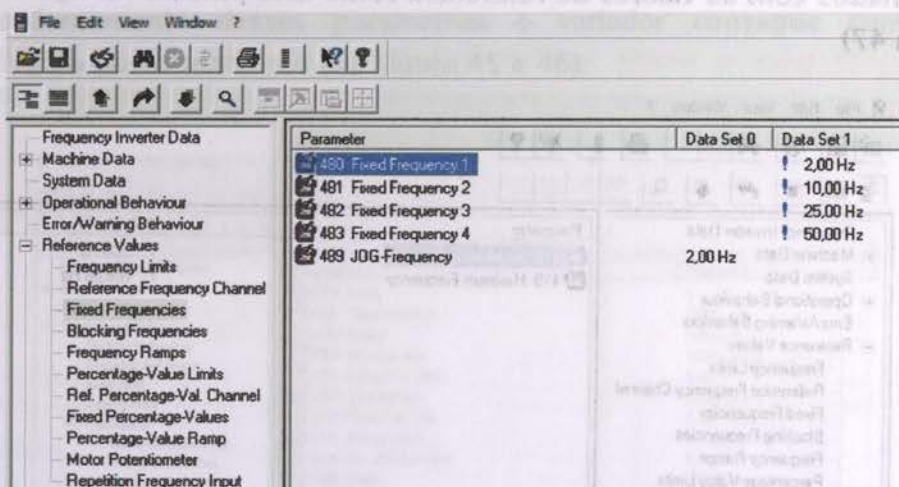 47)
File Edit View Window ?
Frequency Inverter Data
Machine Data
System Data
Operational Behaviour
Error/Warning Behaviour
Reference Values
Frequency Limits
Reference Frequency Channel
Fixed Frequencies
Blocking Frequencies
Frequency Ramps
Percentage-Value Limits
Ref. Percentage-Val. Channel
Fixed Percentage-Values
Percentage-Value Ramp
Motor Potentiometer
Repetition Frequency Input
Parameter Data Set 0 Data Set 1
480 Fixed Frequency 1 2,00 Hz
481 Fixed Frequency 2 10,00 Hz
482 Fixed Frequency 3 25,00 Hz
483 Fixed Frequency 4 50,00 Hz
489 JOG-Frequency 2,00 Hz